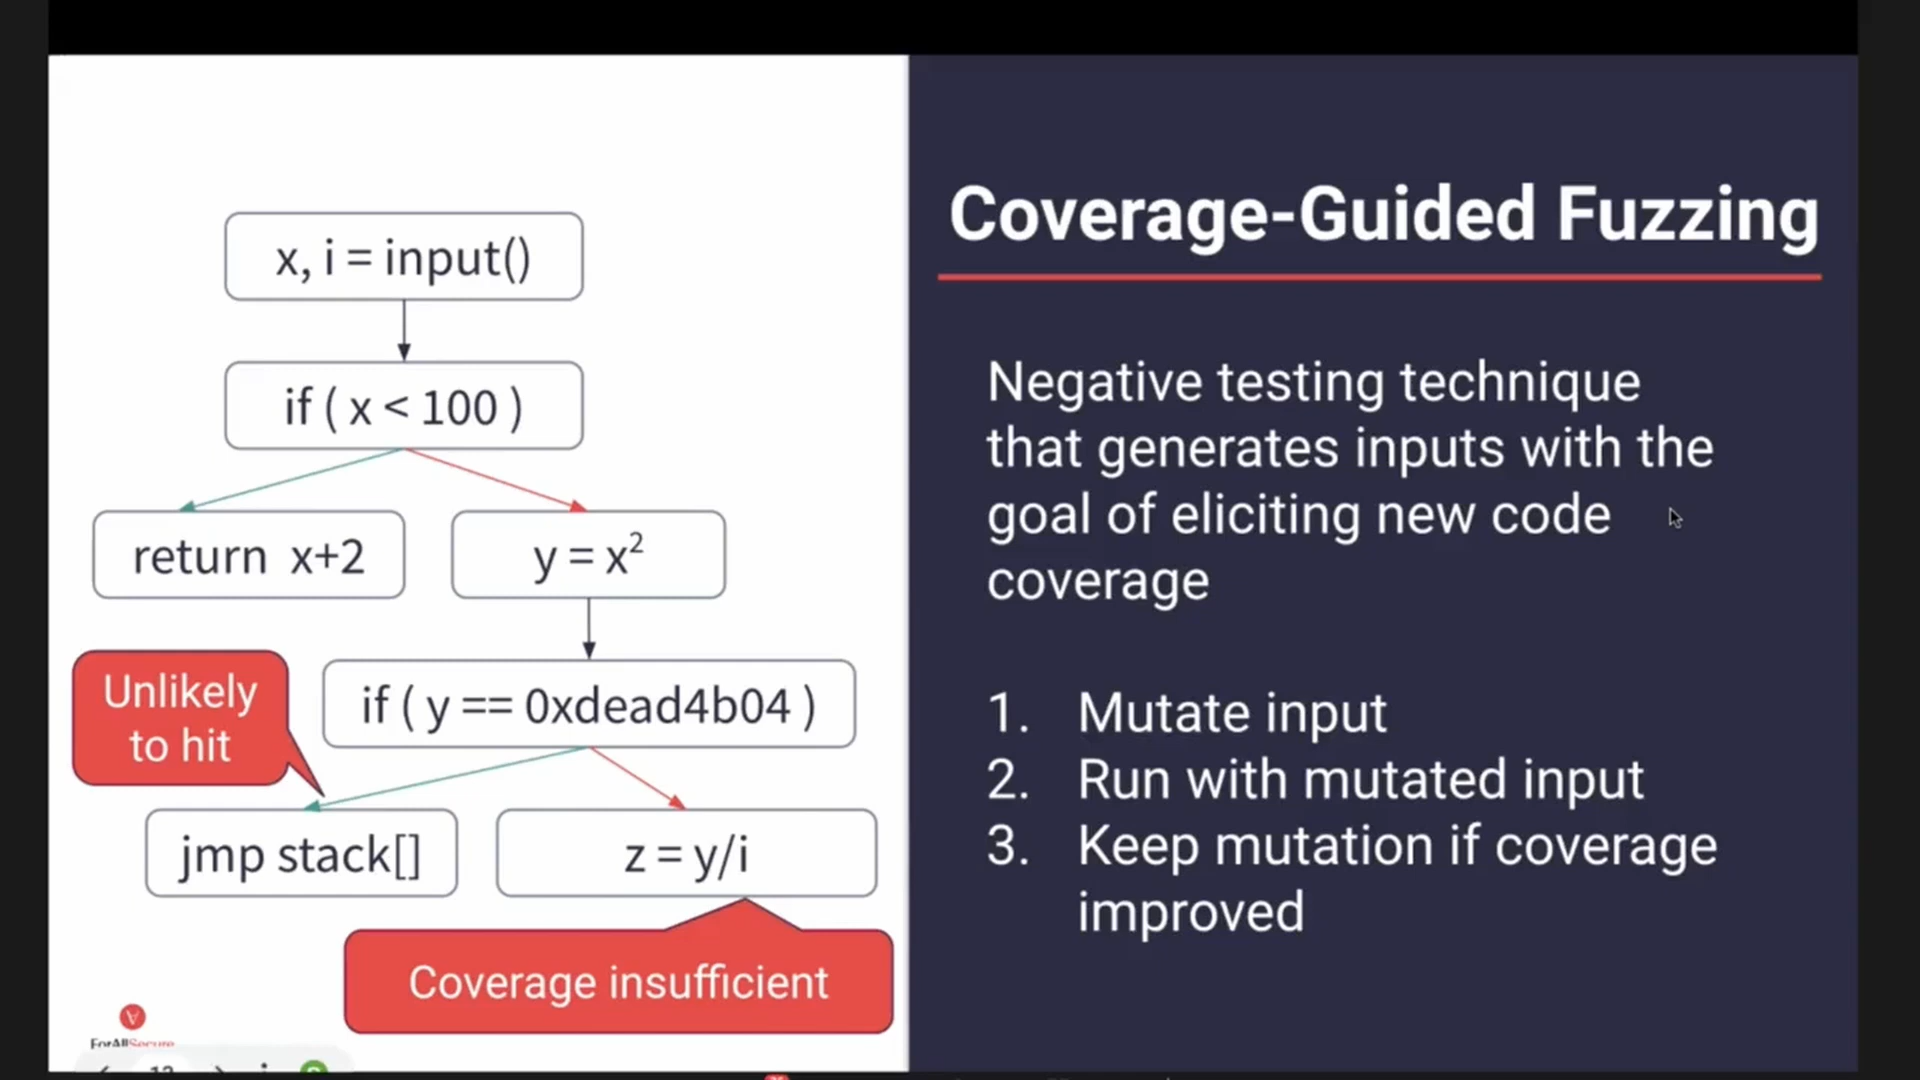 x, i = input()
if ( x < 100 )
return x+2
y = x²
Unlikely
to hit
if ( y == 0xdead4b04 )
jmp stack[]
z = y/i
Coverage insufficient
ForAllSecure
Coverage-Guided Fuzzing
Negative testing technique
that generates inputs with the
goal of eliciting new code
coverage
1. Mutate input
2. Run with mutated input
3. Keep mutation if coverage
improved